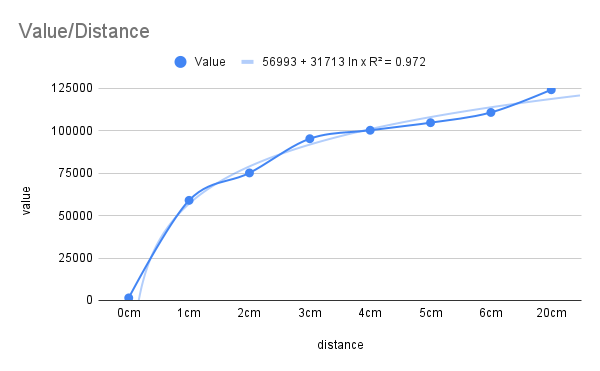 Value/Distance
Value 56993 + 31713 ln x R² = 0.972
125000
100000
75000
50000
25000
0
value
0cm 1cm 2cm 3cm 4cm 5cm 6cm 20cm
distance